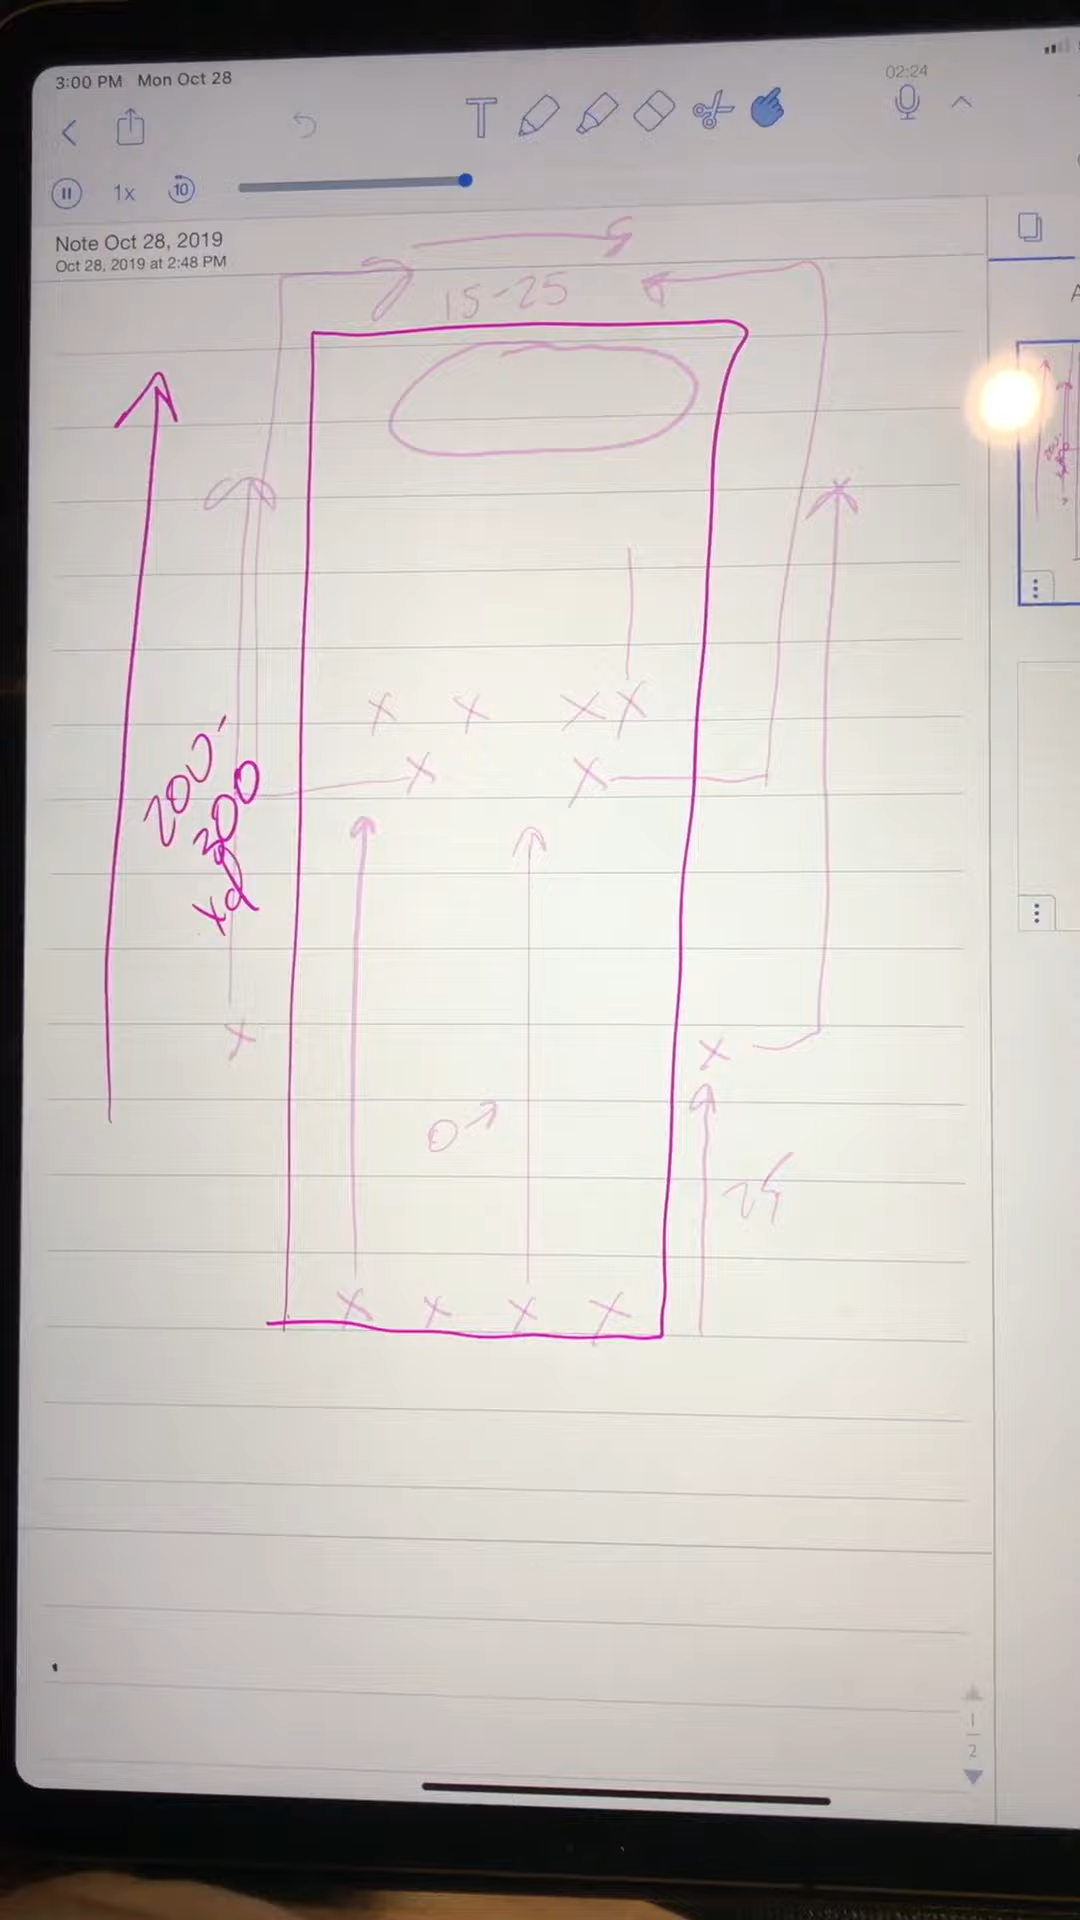 3:00 PM Mon Oct 28
02:24
T
1x
10
Note Oct 28, 2019
Oct 28, 2019 at 2:48 PM
15-25
X X X X
200-
300
yd
X X
X X
0
25
X X X X
1
2